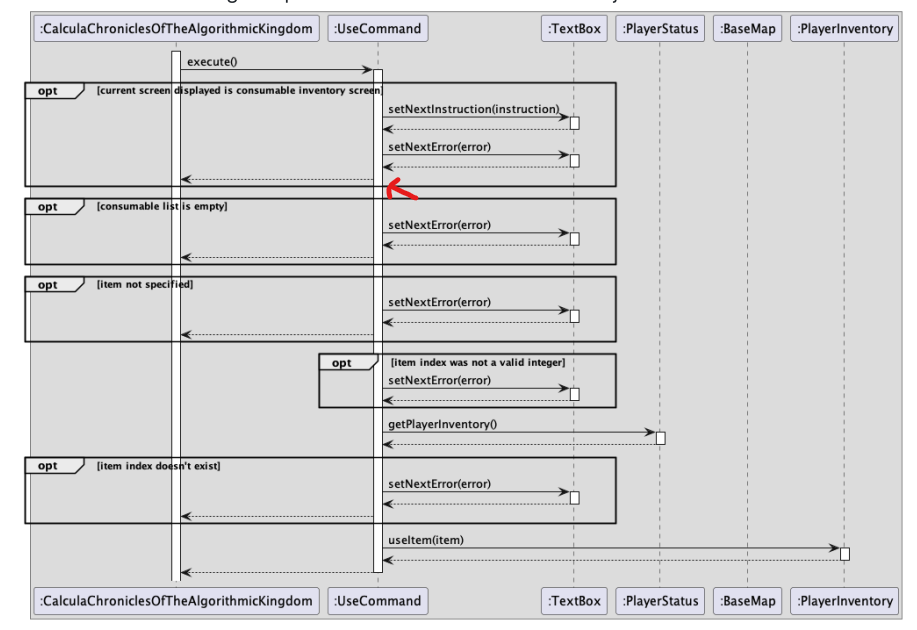 :CalculaChroniclesOfTheAlgorithmicKingdom :UseCommand :TextBox :PlayerStatus :BaseMap :PlayerInventory
execute()
opt [current screen displayed is consumable inventory screen]
setNextInstruction(instruction)
setNextError(error)
opt [consumable list is empty]
setNextError(error)
opt [item not specified]
setNextError(error)
opt [item index was not a valid integer]
setNextError(error)
getPlayerInventory()
opt [item index doesn't exist]
setNextError(error)
useItem(item)
:CalculaChroniclesOfTheAlgorithmicKingdom :UseCommand :TextBox :PlayerStatus :BaseMap :PlayerInventory